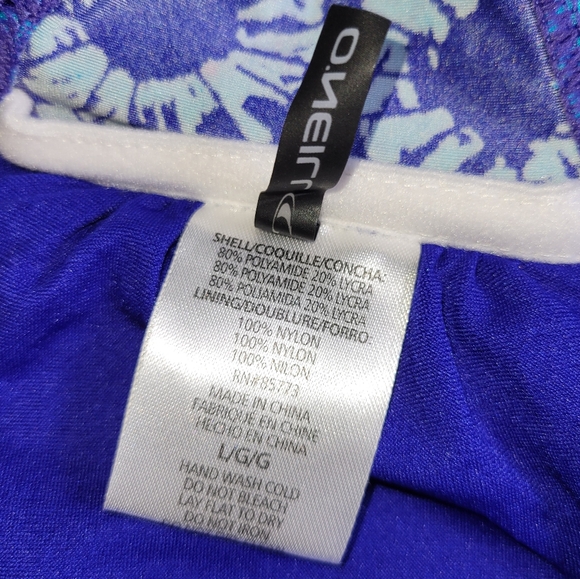 O'NEILL
SHELL/COQUILLE/CONCHA:
80% POLYAMIDE 20% LYCRA
80% POLYAMIDE 20% LYCRA
80% POLIAMIDA 20% LYCRA
LINING/DOUBLURE/FORRO:
100% NYLON
100% NYLON
100% NILON
RN#85773
MADE IN CHINA
FABRIQUE EN CHINE
HECHO EN CHINA
L/G/G
HAND WASH COLD
DO NOT BLEACH
LAY FLAT TO DRY
DO NOT IRON